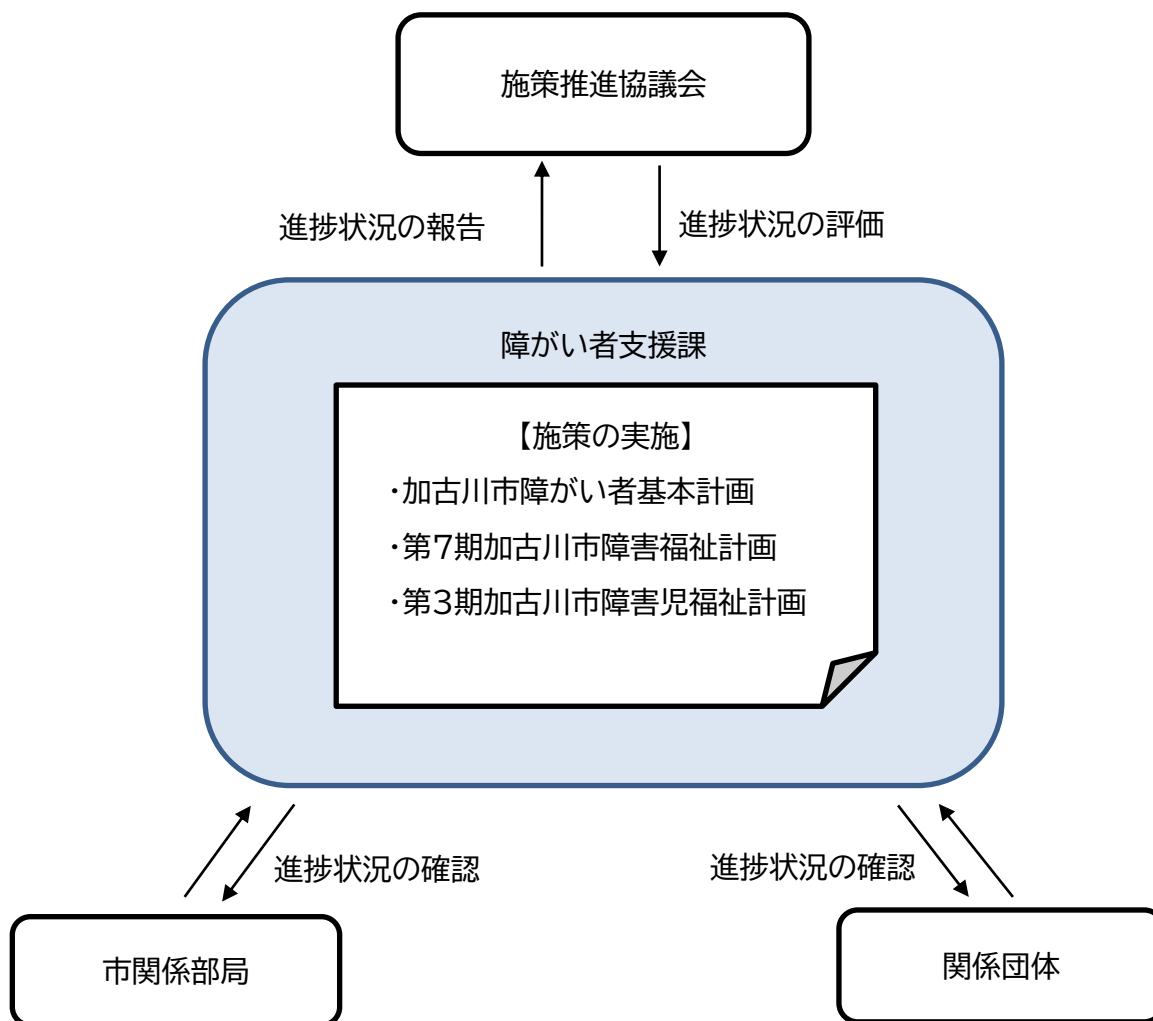 施策推進協議会
進捗状況の報告
進捗状況の評価
障がい者支援課
【施策の実施】
・加古川市障がい者基本計画
・第7期加古川市障害福祉計画
・第3期加古川市障害児福祉計画
進捗状況の確認
進捗状況の確認
市関係部局
関係団体